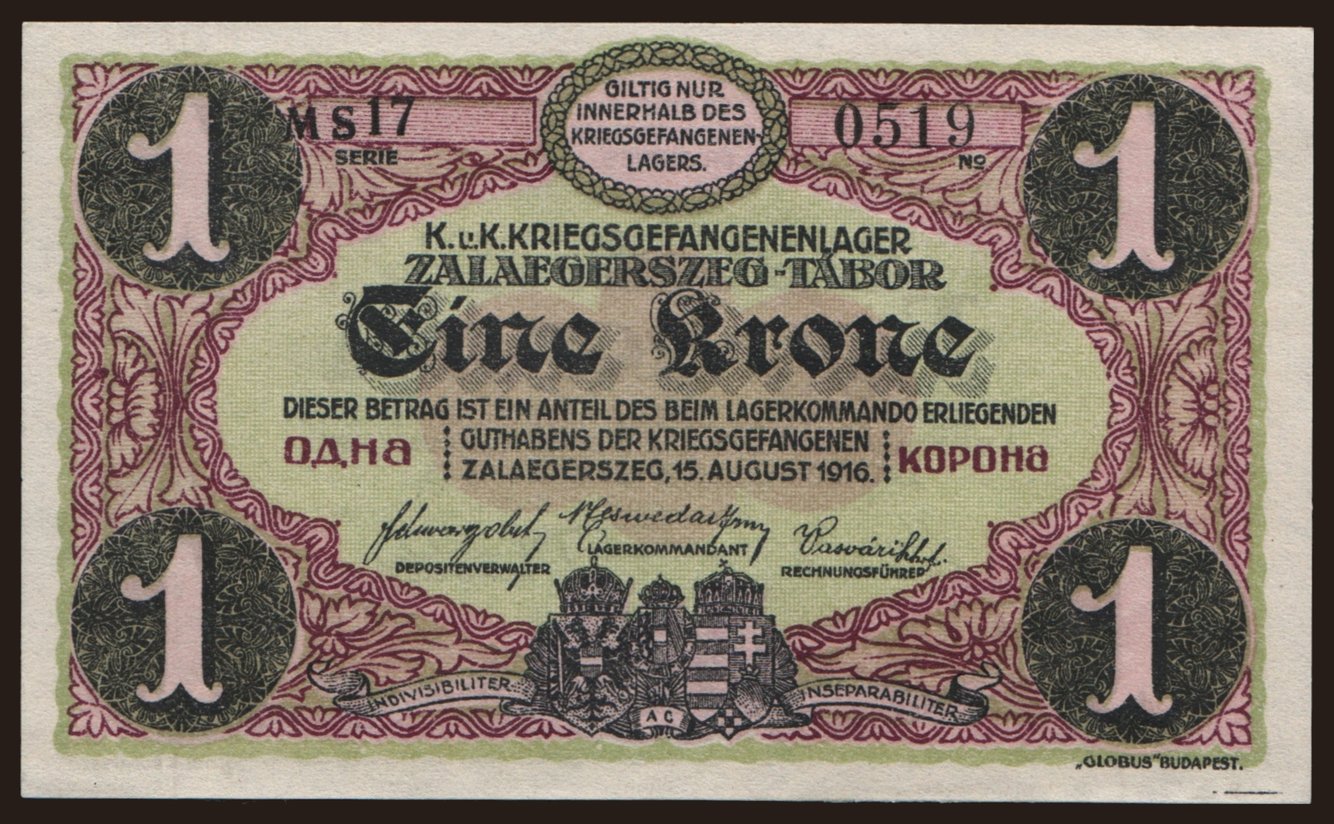 1
1
MS17
SERIE
GILTIG NUR
INNERHALB DES
KRIEGSGEFANGENEN-
LAGERS.
0519
No
K. u. K. KRIEGSGEFANGENENLAGER
ZALAEGERSZEG-TÁBOR
Eine Krone
DIESER BETRAG IST EIN ANTEIL DES BEIM LAGERKOMMANDO ERLIEGENDEN
ОДНА
GUTHABENS DER KRIEGSGEFANGENEN
ZALAEGERSZEG, 15. AUGUST 1916.
КОРОНА
DEPOSITENVERWALTER
LAGERKOMMANDANT
RECHNUNGSFÜHRER
1
1
INDIVISIBILITER
AC
INSEPARABILITER
„GLOBUS" BUDAPEST.